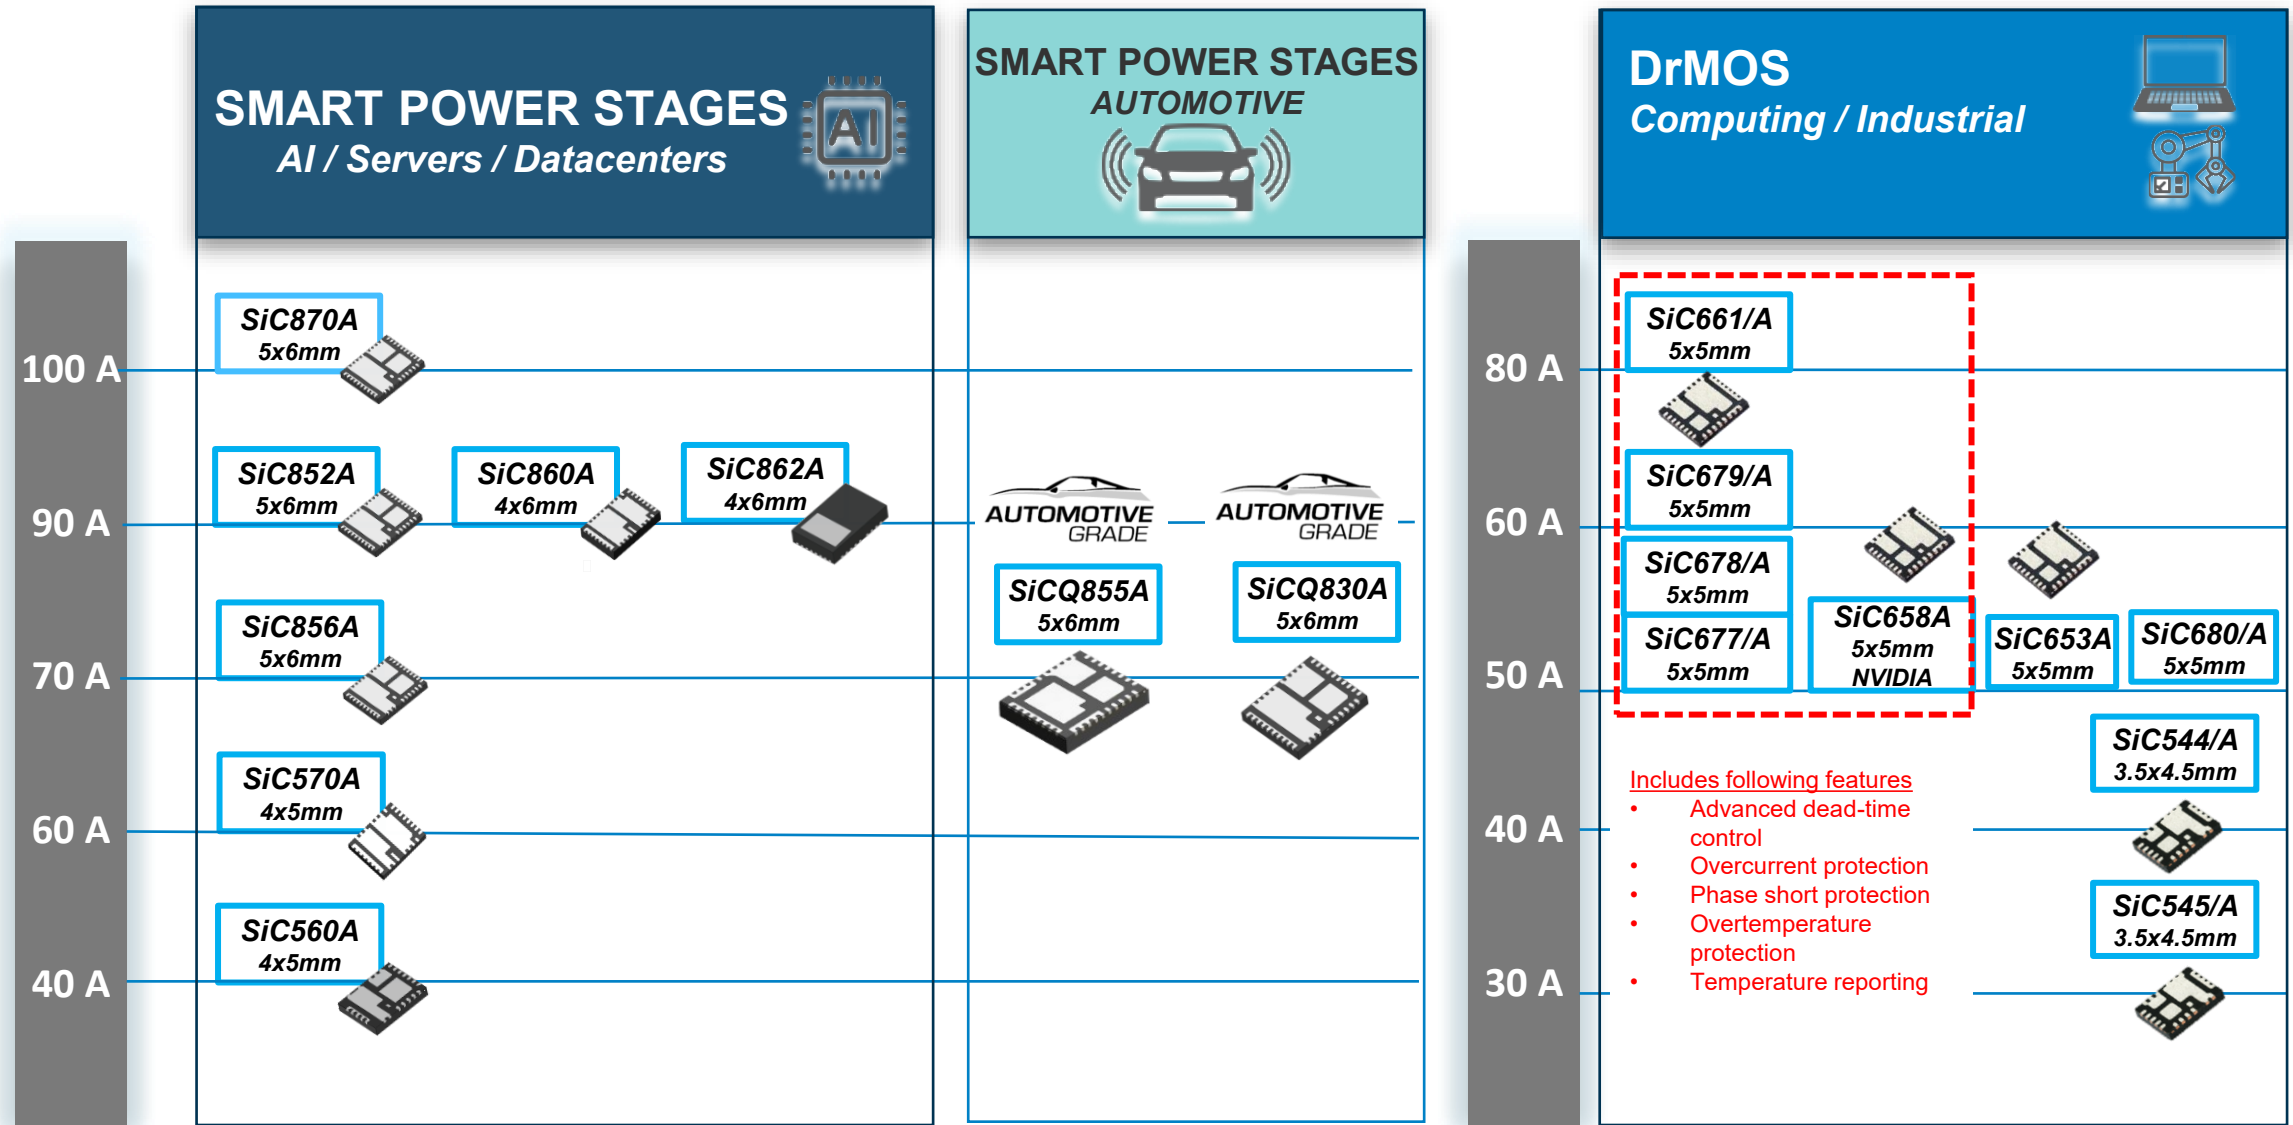 SMART POWER STAGES
AI / Servers / Datacenters
AI
SMART POWER STAGES
AUTOMOTIVE
DrMOS
Computing / Industrial
100 A
90 A
70 A
60 A
40 A
SiC870A
5x6mm
SiC852A
5x6mm
SiC860A
4x6mm
SiC862A
4x6mm
SiC856A
5x6mm
SiC570A
4x5mm
SiC560A
4x5mm
AUTOMOTIVE
GRADE
AUTOMOTIVE
GRADE
SiCQ855A
5x6mm
SiCQ830A
5x6mm
80 A
60 A
50 A
40 A
30 A
SiC661/A
5x5mm
SiC679/A
5x5mm
SiC678/A
5x5mm
SiC677/A
5x5mm
SiC658A
5x5mm
NVIDIA
SiC653A
5x5mm
SiC680/A
5x5mm
SiC544/A
3.5x4.5mm
SiC545/A
3.5x4.5mm
Includes following features
• Advanced dead-time
control
• Overcurrent protection
• Phase short protection
• Overtemperature
protection
• Temperature reporting